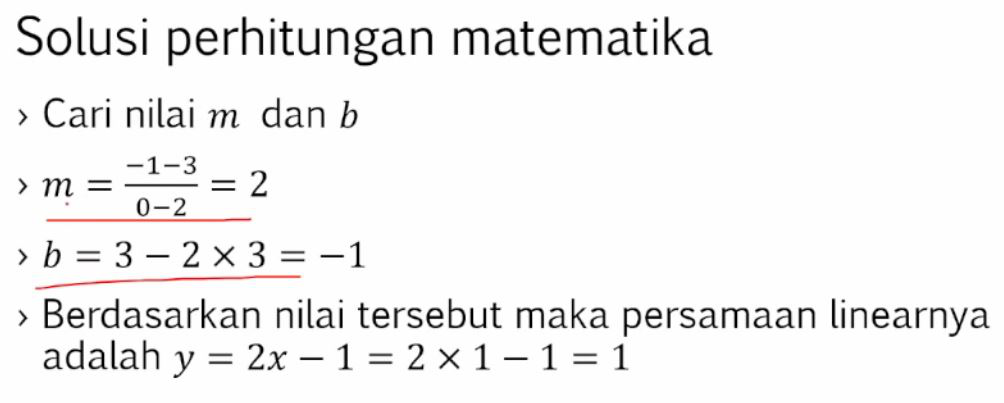 Solusi perhitungan matematika
› Cari nilai m dan b
› m = \frac{-1-3}{0-2} = 2
› b = 3 − 2 × 3 = −1
› Berdasarkan nilai tersebut maka persamaan linearnya
adalah y = 2x − 1 = 2 × 1 − 1 = 1